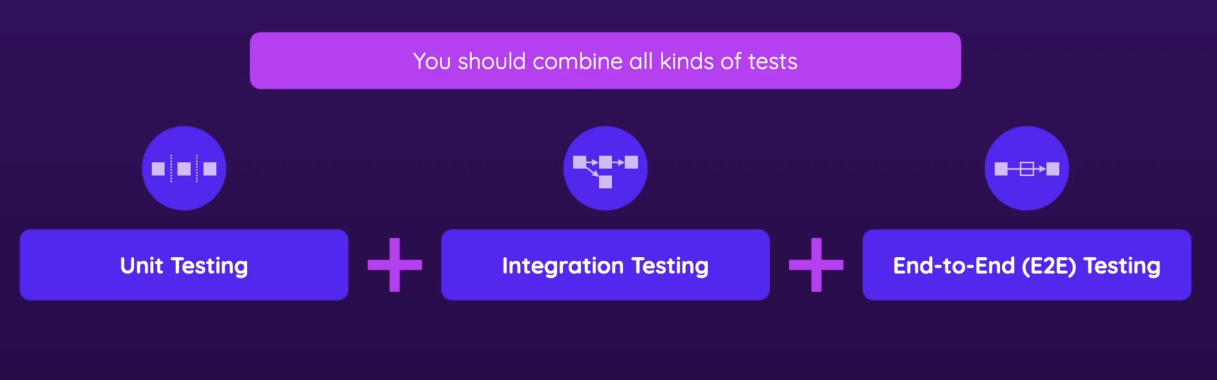 You should combine all kinds of tests
Unit Testing
Integration Testing
End-to-End (E2E) Testing